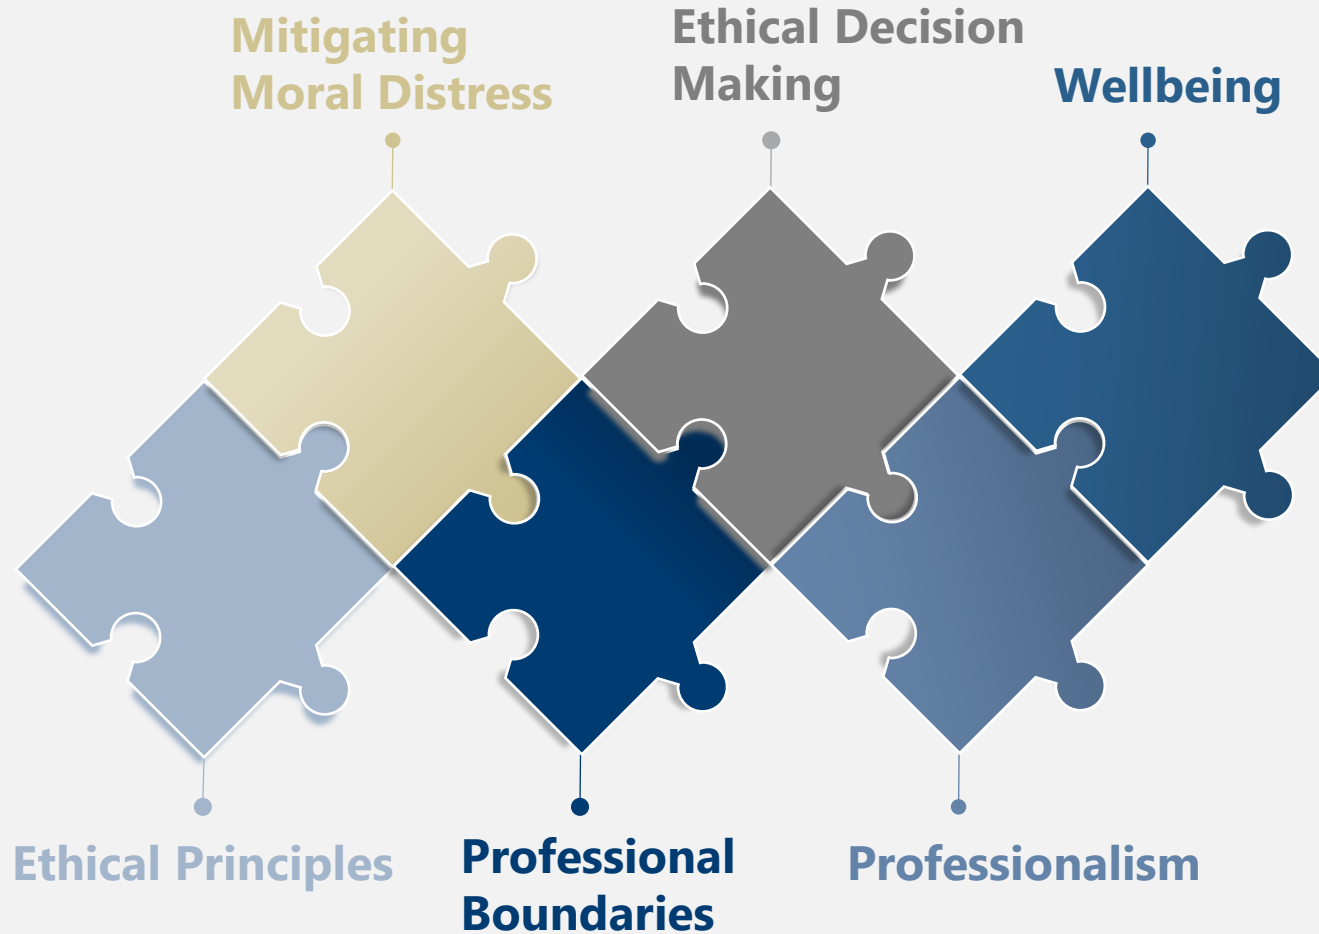 Mitigating
Moral Distress
Ethical Decision
Making
Wellbeing
Ethical Principles
Professional
Boundaries
Professionalism